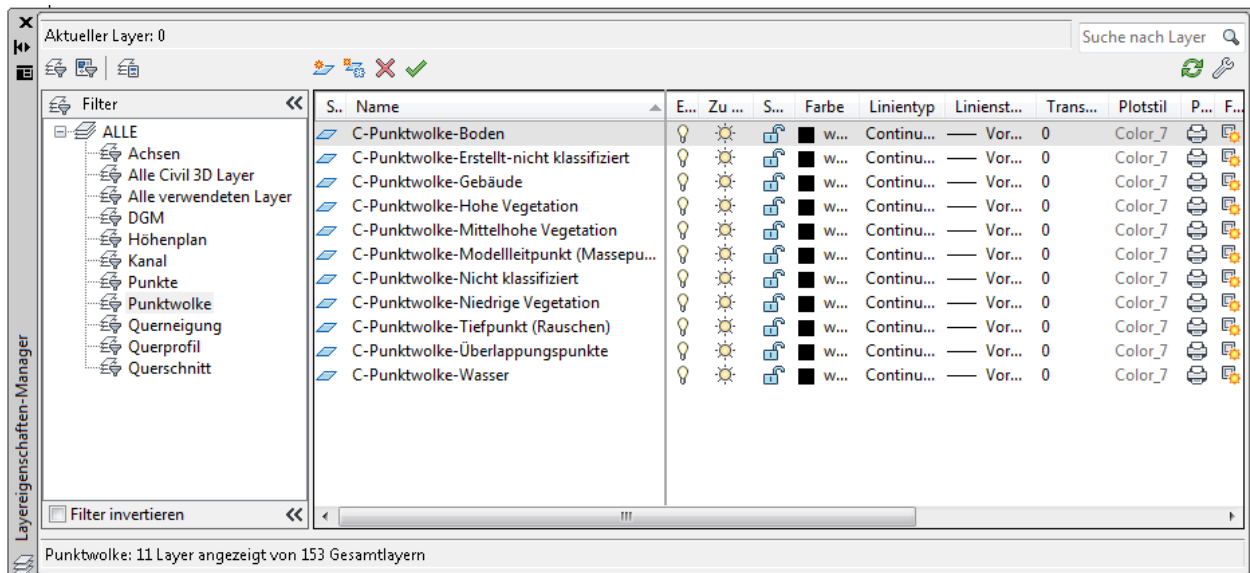 Aktueller Layer: 0
Suche nach Layer
Filter
ALLE
Achsen
Alle Civil 3D Layer
Alle verwendeten Layer
DGM
Höhenplan
Kanal
Punkte
Punktwolke
Querneigung
Querprofil
Querschnitt
Filter invertieren
S.. Name E... Zu ... S... Farbe Linientyp Linienst... Trans... Plotstil P... F...
C-Punktwolke-Boden w... Continu... Vor... 0 Color_7
C-Punktwolke-Erstellt-nicht klassifiziert w... Continu... Vor... 0 Color_7
C-Punktwolke-Gebäude w... Continu... Vor... 0 Color_7
C-Punktwolke-Hohe Vegetation w... Continu... Vor... 0 Color_7
C-Punktwolke-Mittelhohe Vegetation w... Continu... Vor... 0 Color_7
C-Punktwolke-Modellleitpunkt (Massepu... w... Continu... Vor... 0 Color_7
C-Punktwolke-Nicht klassifiziert w... Continu... Vor... 0 Color_7
C-Punktwolke-Niedrige Vegetation w... Continu... Vor... 0 Color_7
C-Punktwolke-Tiefpunkt (Rauschen) w... Continu... Vor... 0 Color_7
C-Punktwolke-Überlappungspunkte w... Continu... Vor... 0 Color_7
C-Punktwolke-Wasser w... Continu... Vor... 0 Color_7
Layereigenschaften-Manager
Punktwolke: 11 Layer angezeigt von 153 Gesamtlayern